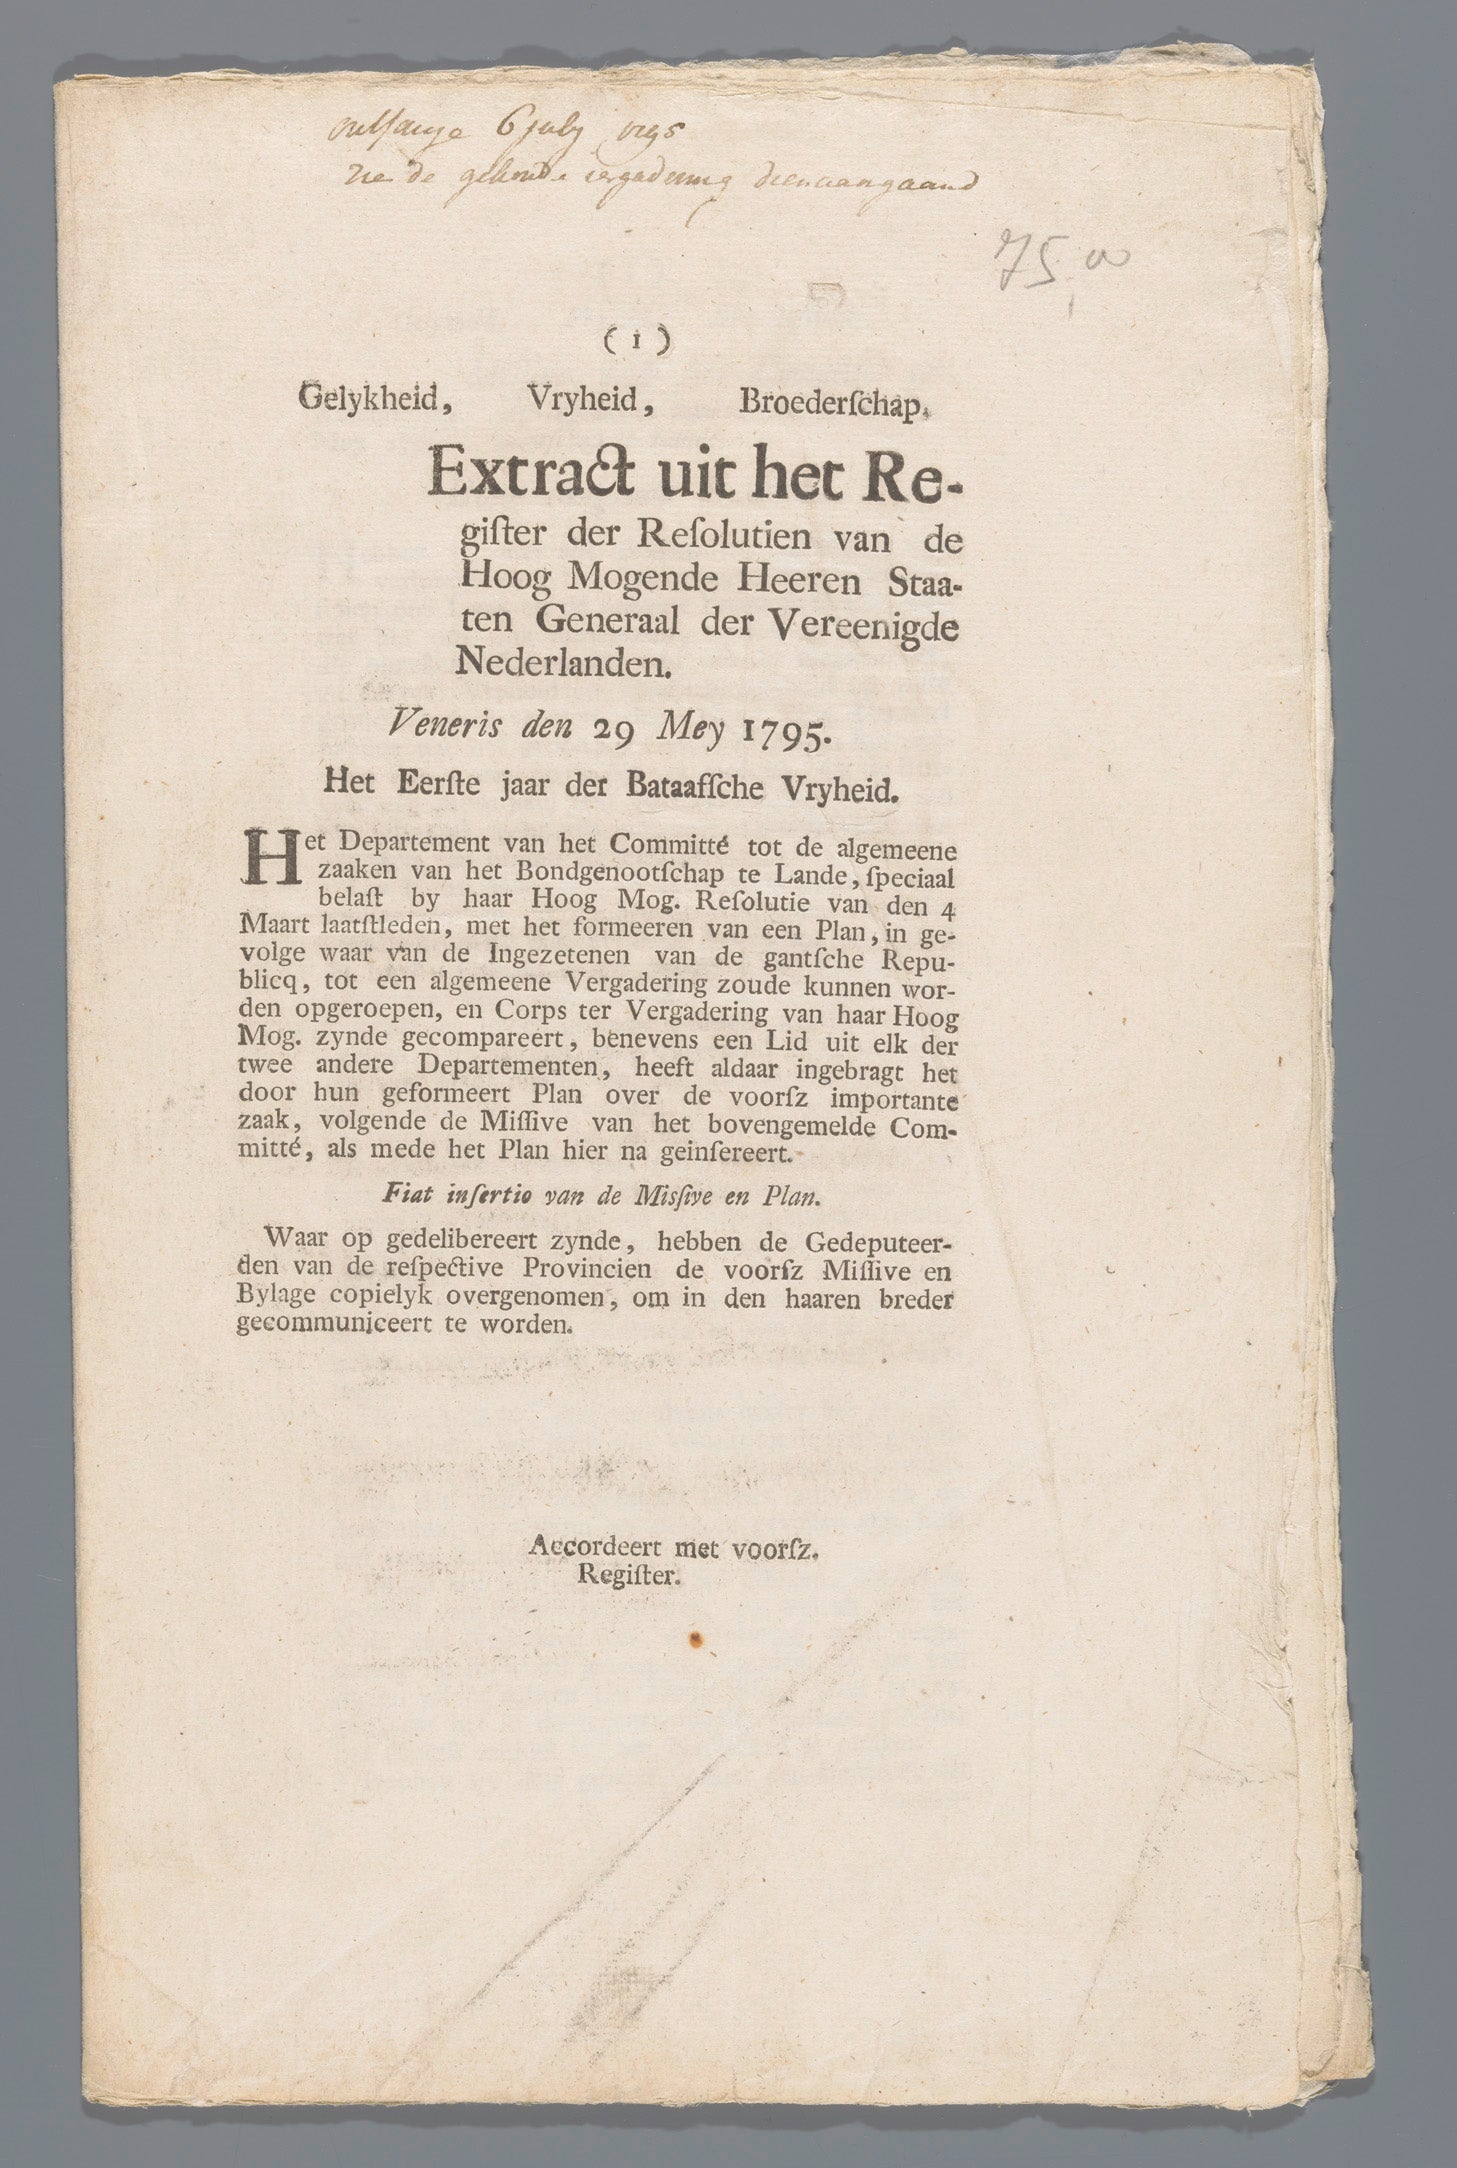 6 july 1795
de vergadering dienaangaand
75
( 1 )
Gelykheid, Vryheid, Broederſchap.
Extract uit het Re-
giſter der Reſolutien van de
Hoog Mogende Heeren Staa-
ten Generaal der Vereenigde
Nederlanden.
Veneris den 29 Mey 1795.
Het Eerſte jaar der Bataafſche Vryheid.
Het Departement van het Committé tot de algemeene
zaaken van het Bondgenootſchap te Lande, ſpeciaal
belaſt by haar Hoog Mog. Reſolutie van den 4
Maart laatſtleden, met het formeeren van een Plan, in ge-
volge waar van de Ingezetenen van de gantſche Repu-
blicq, tot een algemeene Vergadering zoude kunnen wor-
den opgeroepen, en Corps ter Vergadering van haar Hoog
Mog. zynde gecompareert, benevens een Lid uit elk der
twee andere Departementen, heeft aldaar ingebragt het
door hun geformeert Plan over de voorſz importante
zaak, volgende de Miſſive van het bovengemelde Com-
mitté, als mede het Plan hier na geinſereert.
Fiat inſertio van de Misſive en Plan.
Waar op gedelibereert zynde, hebben de Gedeputeer-
den van de reſpective Provincien de voorſz Miſſive en
Bylage copielyk overgenomen, om in den haaren breder
gecommuniceert te worden.
Accordeert met voorſz.
Regiſter.